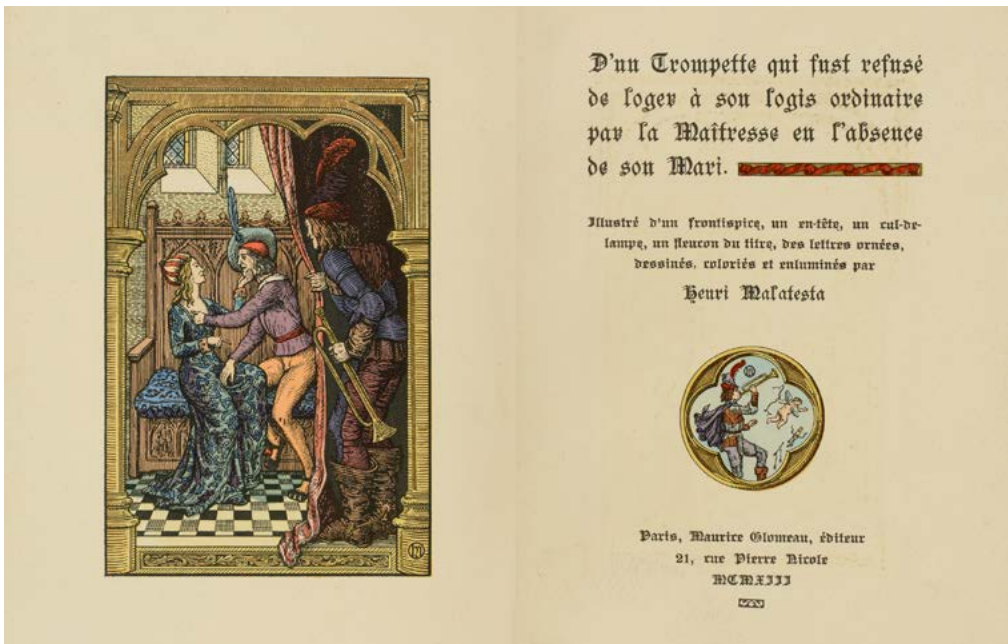 D'un Trompette qui fust refusé
de loger à son logis ordinaire
par la Maîtresse en l'absence
de son Mari.
Illustré d'un frontispice, un en-tête, un cul-de-
lampe, un fleucon du titre, des lettres ornées,
dessinés, coloriés et enluminés par
Henri Malatesta
Paris, Maurice Glomeau, éditeur
21, rue Pierre Nicole
MCMXIII